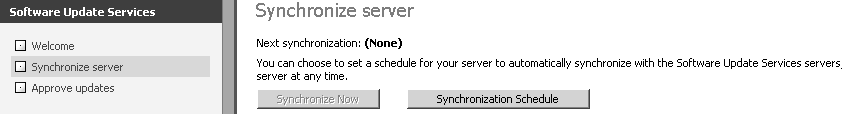 Software Update Services
Welcome
Synchronize server
Approve updates
Synchronize server
Next synchronization: (None)
You can choose to set a schedule for your server to automatically synchronize with the Software Update Services servers,
server at any time.
Synchronize Now
Synchronization Schedule